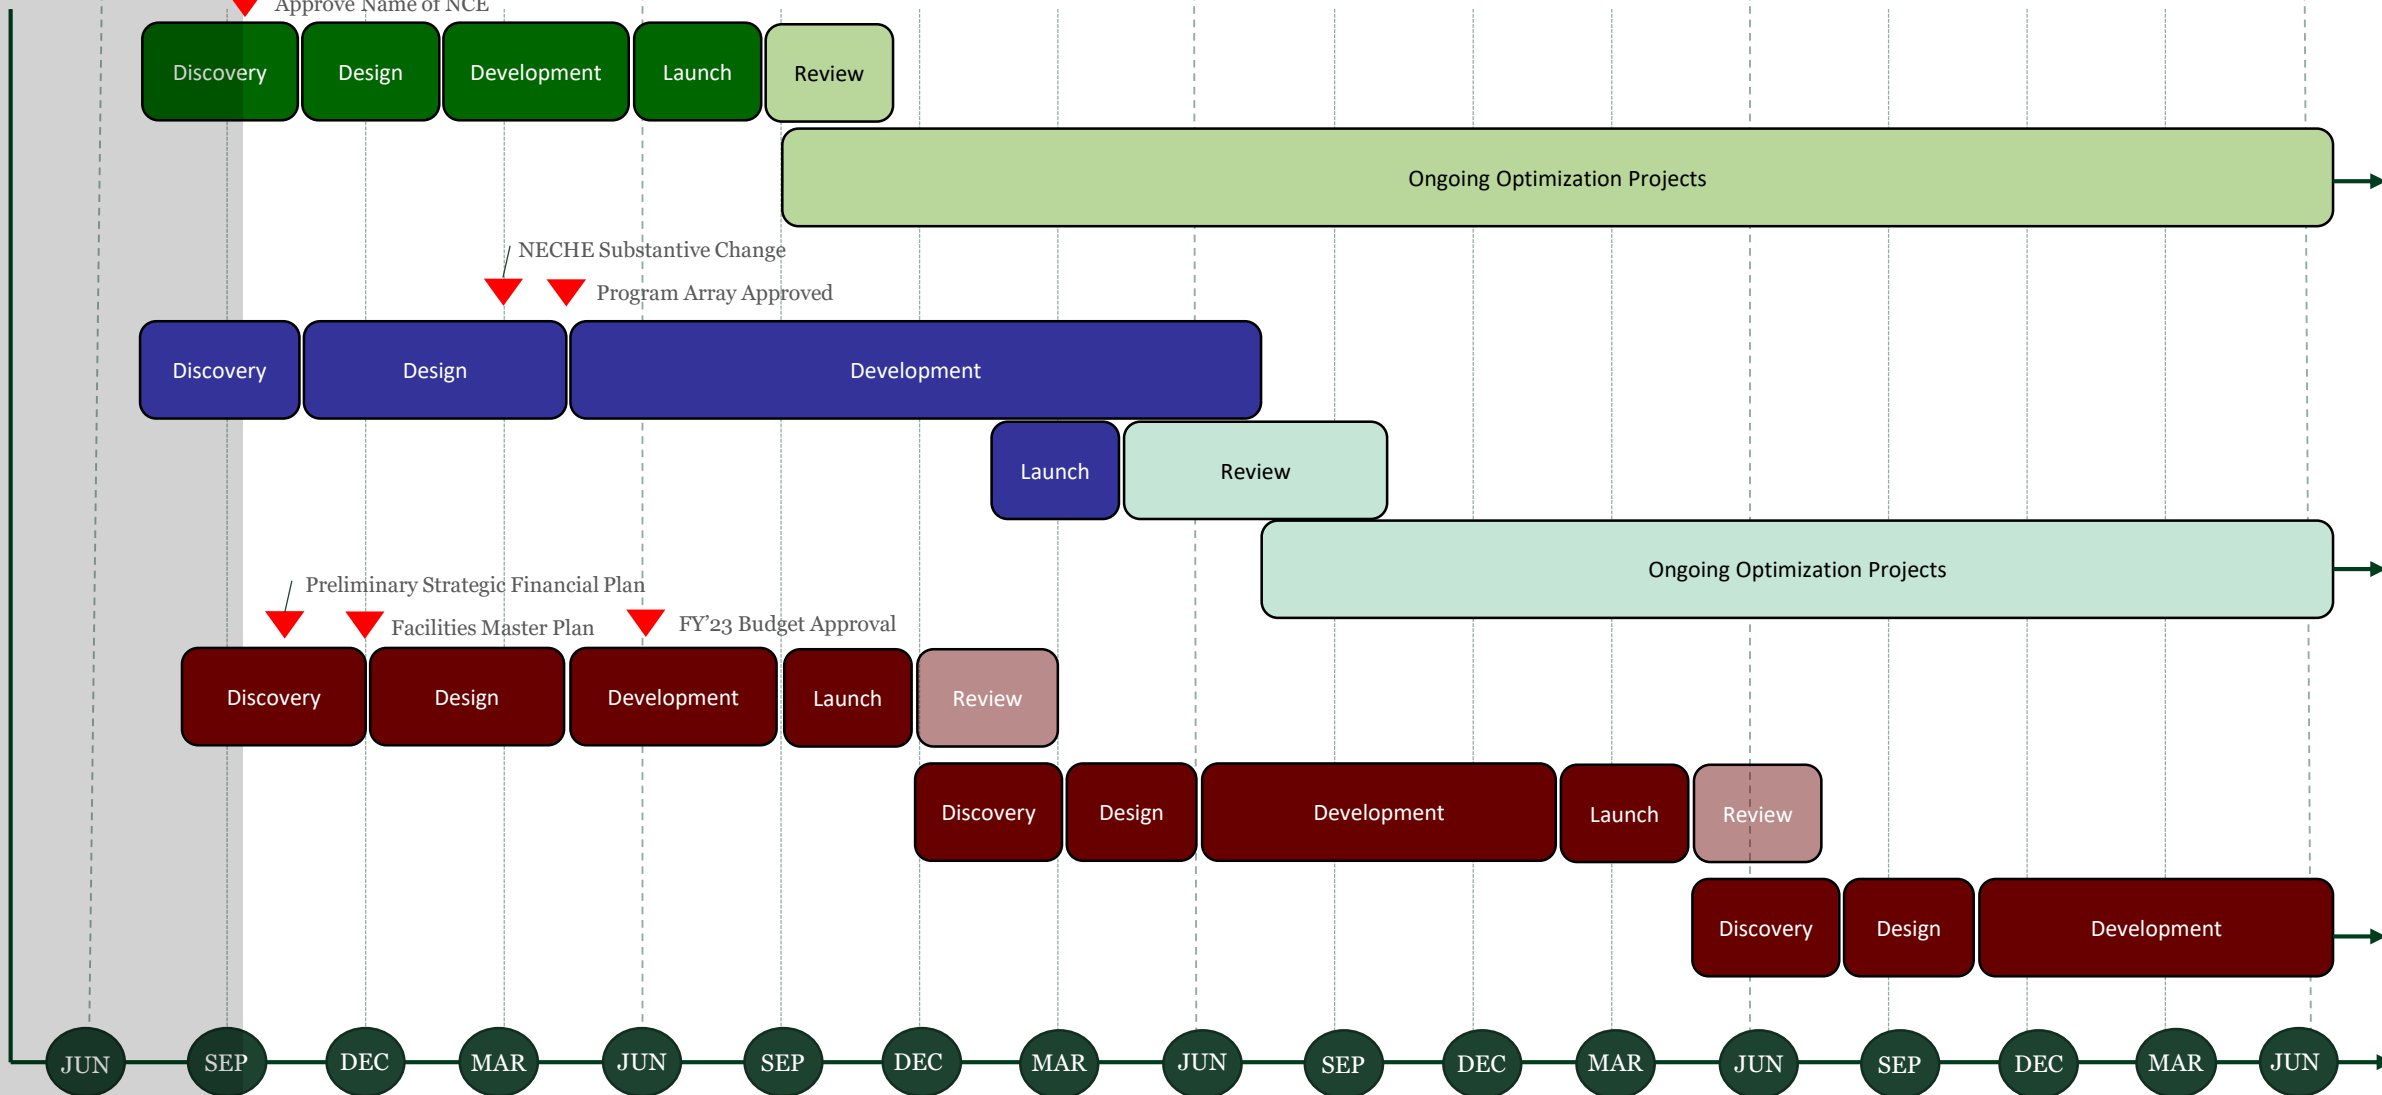 Approve Name of NCE
Discovery
Design
Development
Launch
Review
Ongoing Optimization Projects
NECHE Substantive Change
Program Array Approved
Discovery
Design
Development
Launch
Review
Ongoing Optimization Projects
Preliminary Strategic Financial Plan
Facilities Master Plan
FY’23 Budget Approval
Discovery
Design
Development
Launch
Review
Discovery
Design
Development
Launch
Review
Discovery
Design
Development
JUN
SEP
DEC
MAR
JUN
SEP
DEC
MAR
JUN
SEP
DEC
MAR
JUN
SEP
DEC
MAR
JUN